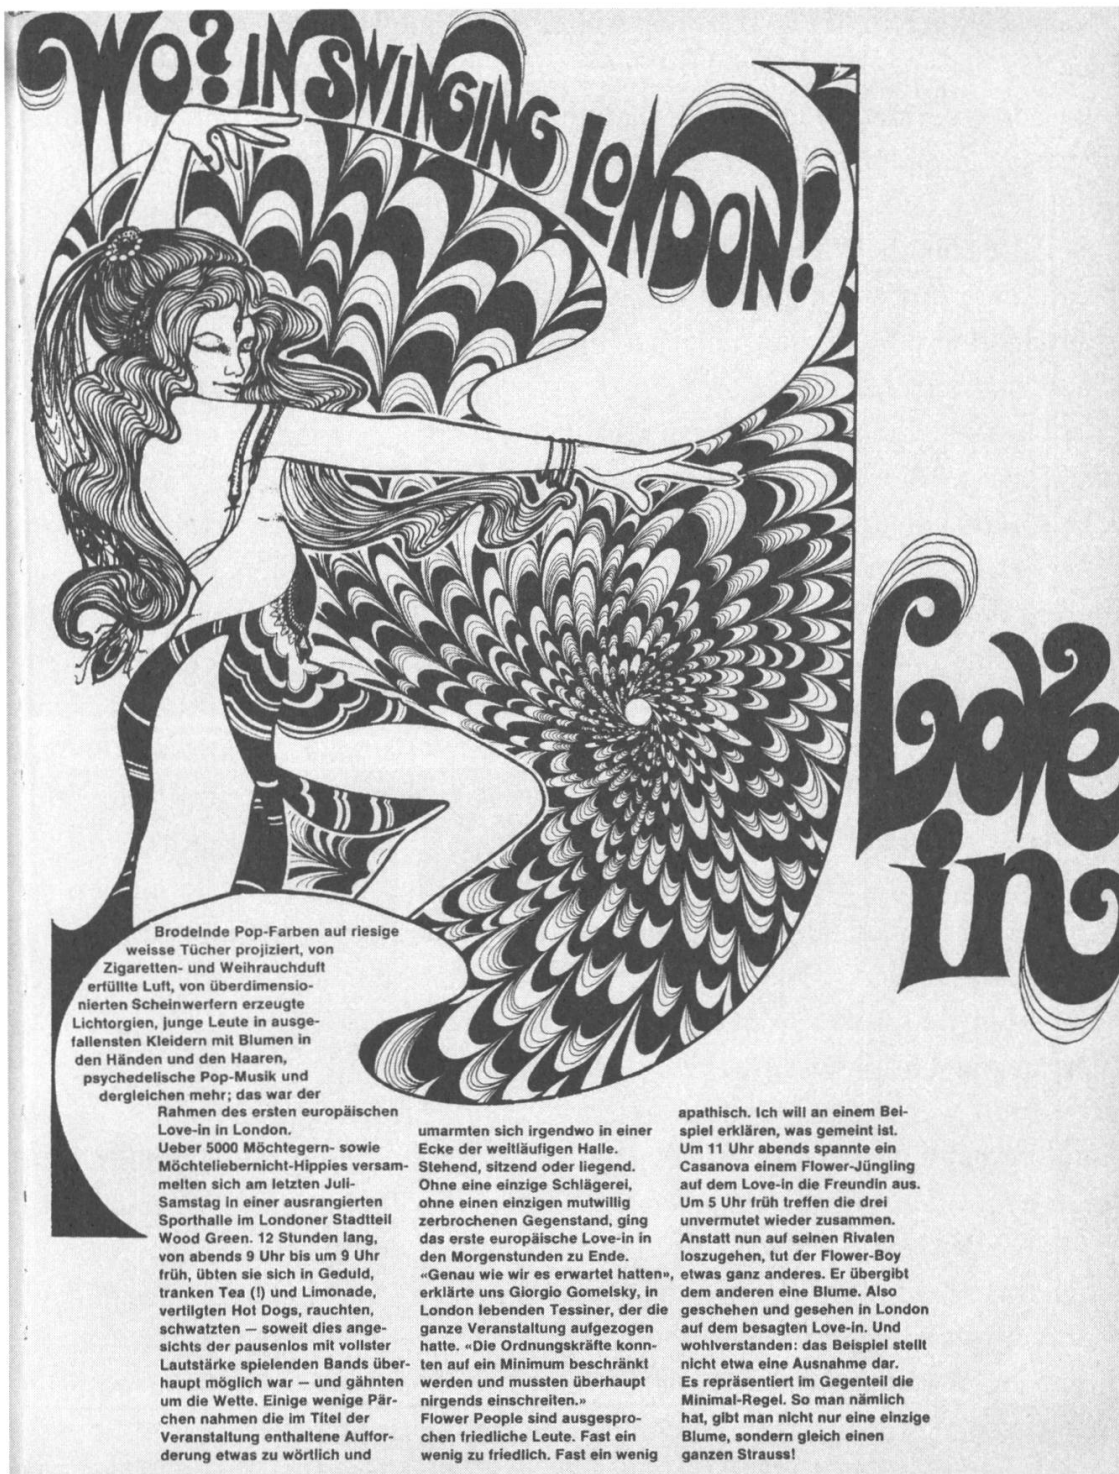 WO? IN SWINGING LONDON!
Love
in
Brodelnde Pop-Farben auf riesige
weisse Tücher projiziert, von
Zigaretten- und Weihrauchduft
erfüllte Luft, von überdimensio-
nierten Scheinwerfern erzeugte
Lichtorgien, junge Leute in ausge-
fallensten Kleidern mit Blumen in
den Händen und den Haaren,
psychedelische Pop-Musik und
dergleichen mehr; das war der
Rahmen des ersten europäischen
Love-in in London.
Ueber 5000 Möchtegern- sowie
Möchteliebernicht-Hippies versam-
melten sich am letzten Juli-
Samstag in einer ausrangierten
Sporthalle im Londoner Stadtteil
Wood Green. 12 Stunden lang,
von abends 9 Uhr bis um 9 Uhr
früh, übten sie sich in Geduld,
tranken Tea (!) und Limonade,
vertilgten Hot Dogs, rauchten,
schwatzten — soweit dies ange-
sichts der pausenlos mit vollster
Lautstärke spielenden Bands über-
haupt möglich war — und gähnten
um die Wette. Einige wenige Pär-
chen nahmen die im Titel der
Veranstaltung enthaltene Auffor-
derung etwas zu wörtlich und
umarmten sich irgendwo in einer
Ecke der weitläufigen Halle.
Stehend, sitzend oder liegend.
Ohne eine einzige Schlägerei,
ohne einen einzigen mutwillig
zerbrochenen Gegenstand, ging
das erste europäische Love-in in
den Morgenstunden zu Ende.
«Genau wie wir es erwartet hatten»,
erklärte uns Giorgio Gomelsky, in
London lebenden Tessiner, der die
ganze Veranstaltung aufgezogen
hatte. «Die Ordnungskräfte konn-
ten auf ein Minimum beschränkt
werden und mussten überhaupt
nirgends einschreiten.»
Flower People sind ausgespro-
chen friedliche Leute. Fast ein
wenig zu friedlich. Fast ein wenig
apathisch. Ich will an einem Bei-
spiel erklären, was gemeint ist.
Um 11 Uhr abends spannte ein
Casanova einem Flower-Jüngling
auf dem Love-in die Freundin aus.
Um 5 Uhr früh treffen die drei
unvermutet wieder zusammen.
Anstatt nun auf seinen Rivalen
loszugehen, tut der Flower-Boy
etwas ganz anderes. Er übergibt
dem anderen eine Blume. Also
geschehen und gesehen in London
auf dem besagten Love-in. Und
wohlverstanden: das Beispiel stellt
nicht etwa eine Ausnahme dar.
Es repräsentiert im Gegenteil die
Minimal-Regel. So man nämlich
hat, gibt man nicht nur eine einzige
Blume, sondern gleich einen
ganzen Strauss!